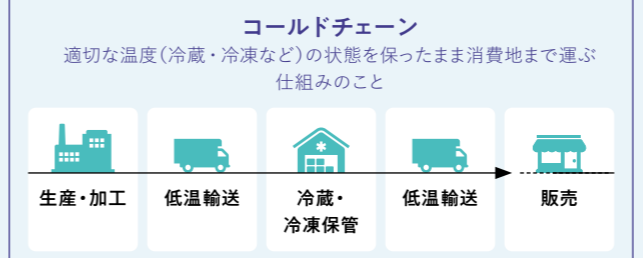 コールドチェーン
適切な温度(冷蔵・冷凍など)の状態を保ったまま消費地まで運ぶ
仕組みのこと
生産・加工
低温輸送
冷蔵・
冷凍保管
低温輸送
販売